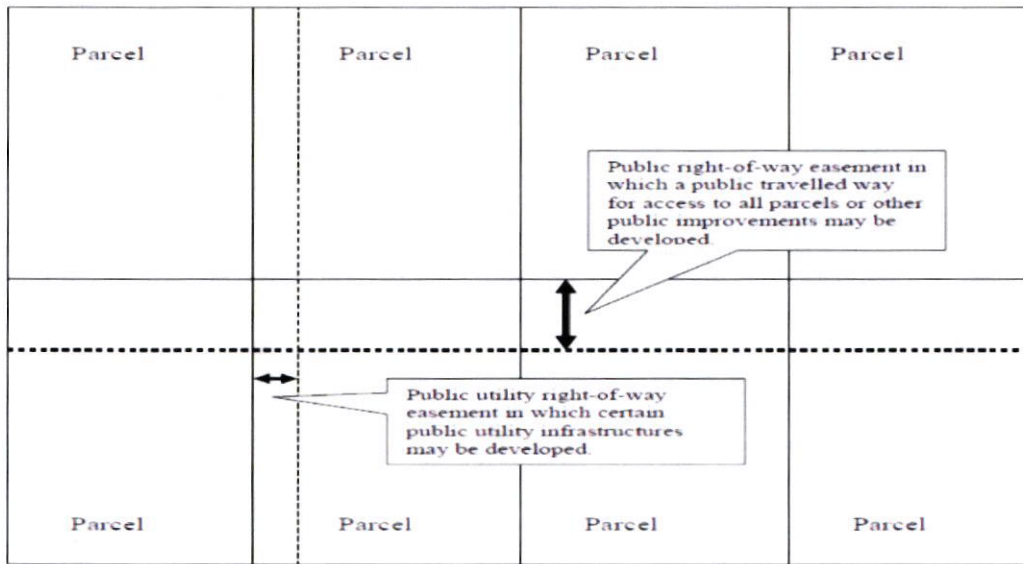 Parcel
Parcel
Parcel
Parcel
Public right-of-way easement in
which a public travelled way
for access to all parcels or other
public improvements may be
developed.
Public utility right-of-way
easement in which certain
public utility infrastructures
may be developed.
Parcel
Parcel
Parcel
Parcel